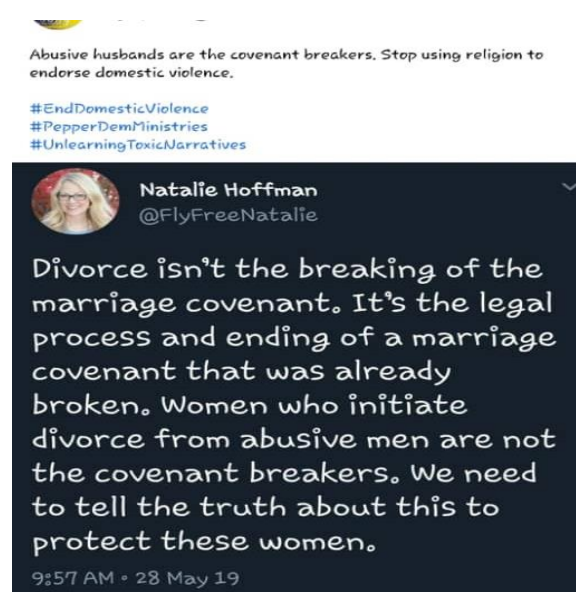 Abusive husbands are the covenant breakers. Stop using religion to
endorse domestic violence.
#EndDomesticViolence
#PepperDemMinistries
#UnlearningToxicNarratives
Natalie Hoffman
@FlyFreeNatalie
Divorce isn't the breaking of the
marriage covenant. It's the legal
process and ending of a marriage
covenant that was already
broken. Women who initiate
divorce from abusive men are not
the covenant breakers. We need
to tell the truth about this to
protect these women.
9:57 AM • 28 May 19